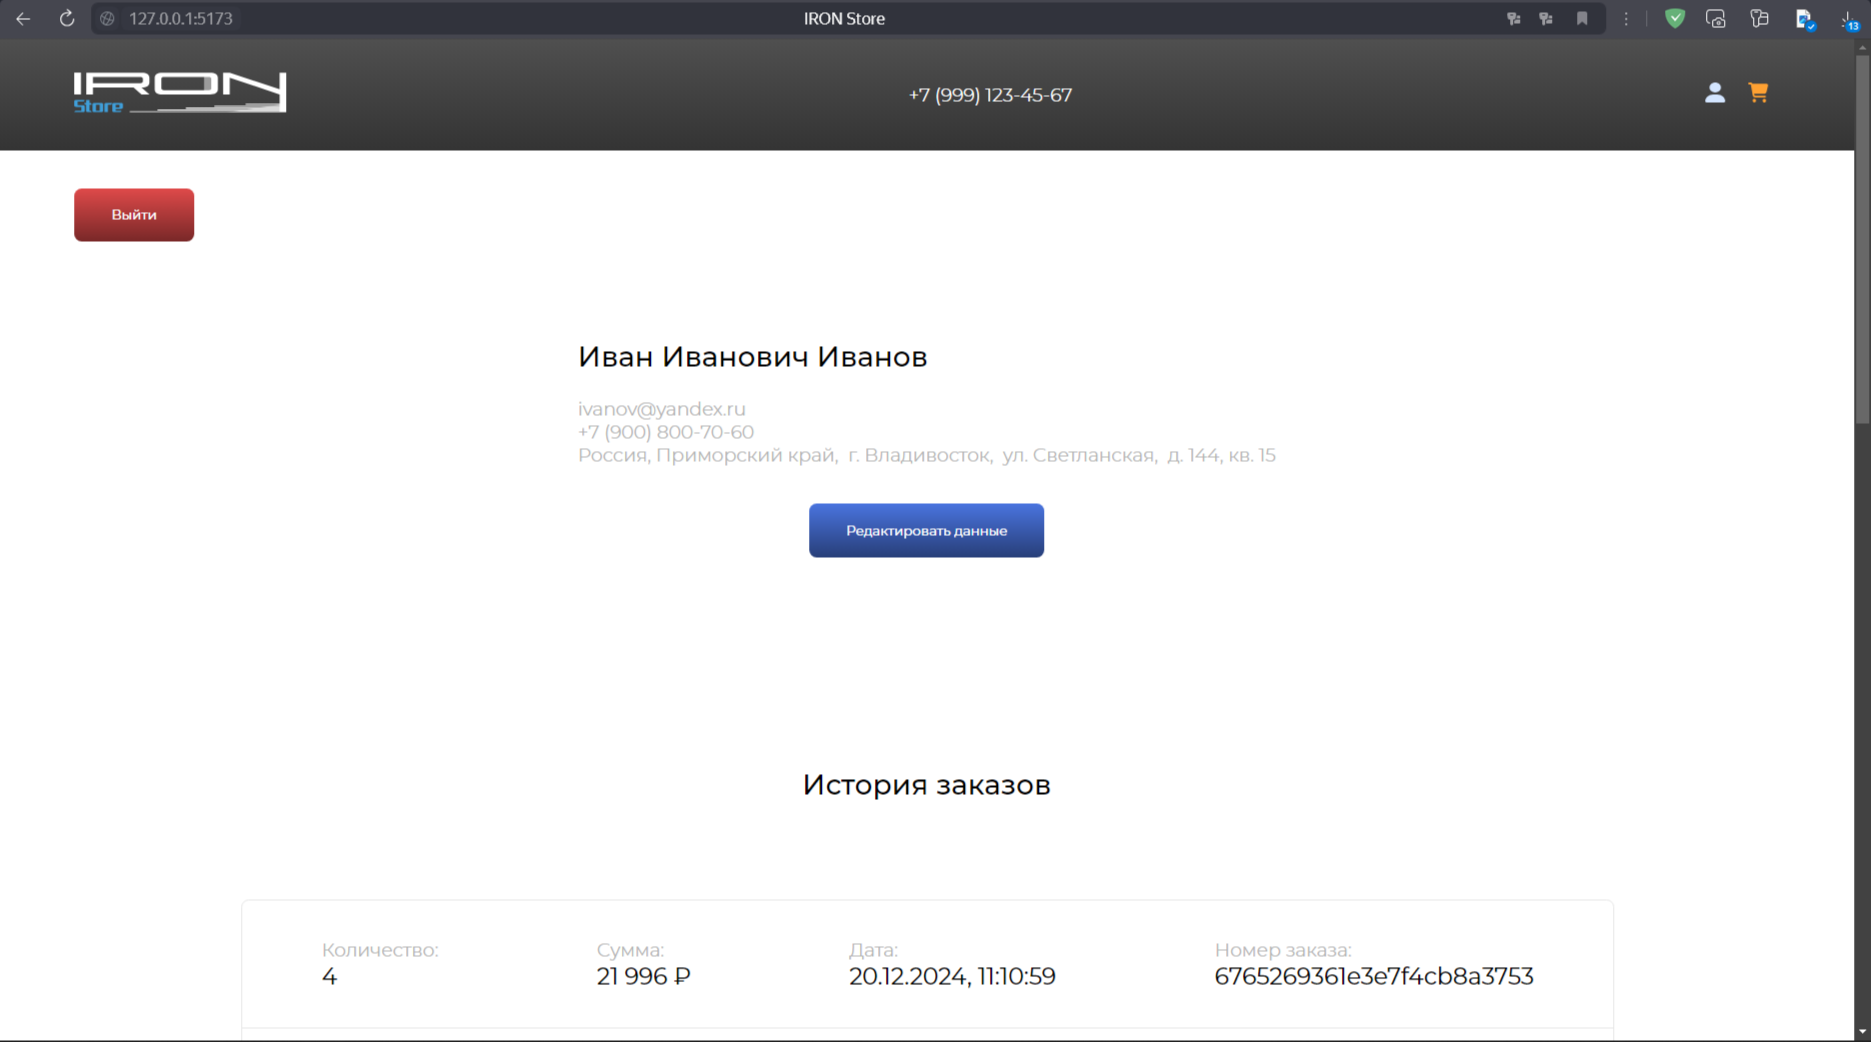 127.0.0.1:5173
IRON Store
13
IRON
Store
+7 (999) 123-45-67
Выйти
Иван Иванович Иванов
ivanov@yandex.ru
+7 (900) 800-70-60
Россия, Приморский край, г. Владивосток, ул. Светланская, д. 144, кв. 15
Редактировать данные
История заказов
Количество: Сумма: Дата: Номер заказа:
4 21 996 ₽ 20.12.2024, 11:10:59 6765269361e3e7f4cb8a3753